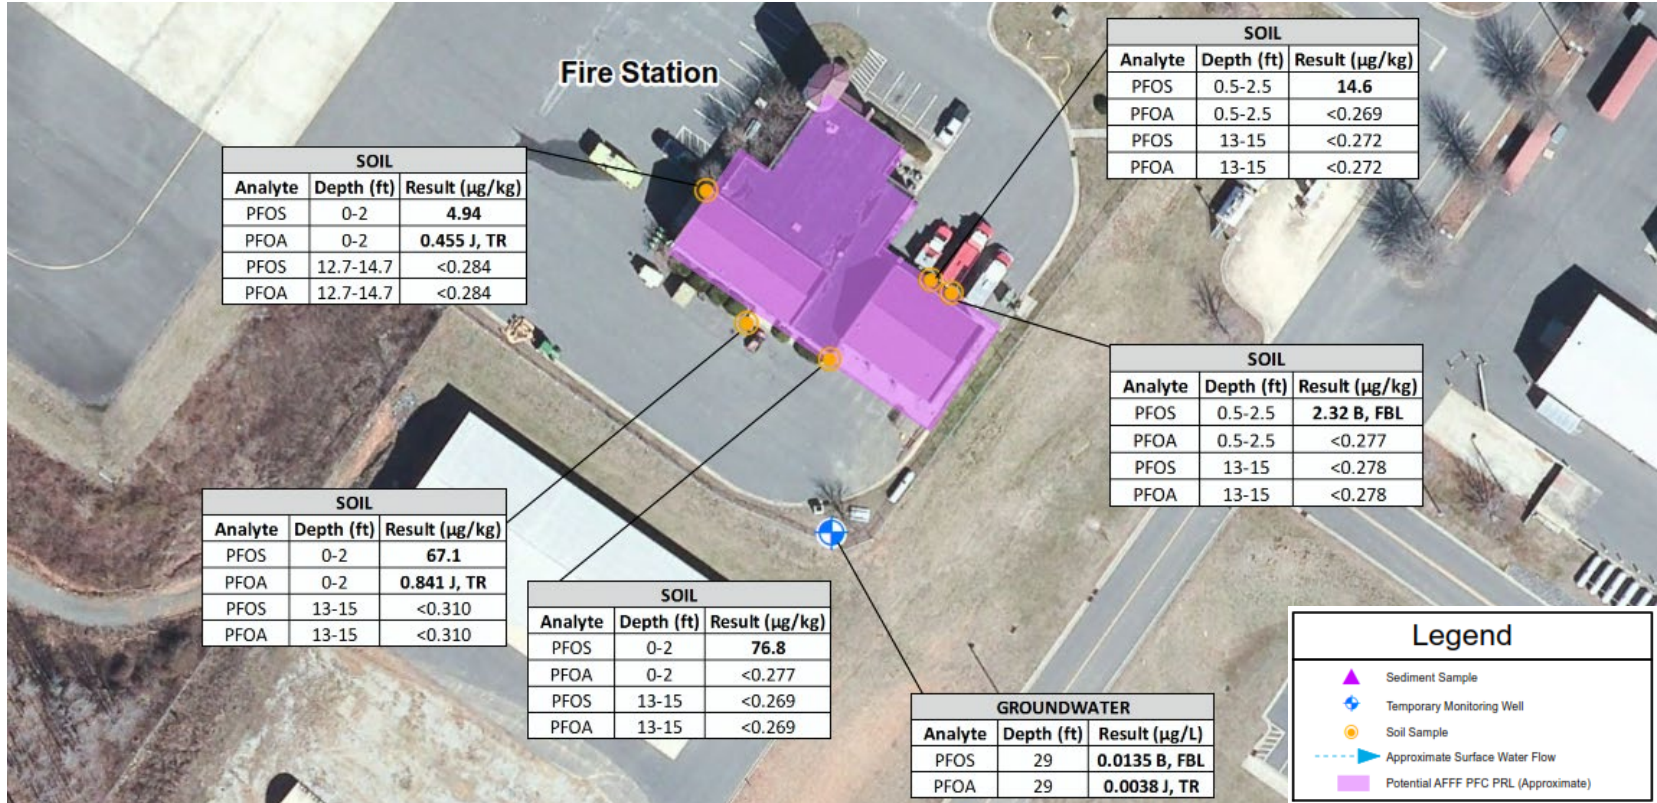 Fire Station
SOIL
Analyte Depth (ft) Result (µg/kg)
PFOS 0.5-2.5 14.6
PFOA 0.5-2.5 <0.269
PFOS 13-15 <0.272
PFOA 13-15 <0.272
SOIL
Analyte Depth (ft) Result (µg/kg)
PFOS 0-2 4.94
PFOA 0-2 0.455 J, TR
PFOS 12.7-14.7 <0.284
PFOA 12.7-14.7 <0.284
SOIL
Analyte Depth (ft) Result (µg/kg)
PFOS 0.5-2.5 2.32 B, FBL
PFOA 0.5-2.5 <0.277
PFOS 13-15 <0.278
PFOA 13-15 <0.278
SOIL
Analyte Depth (ft) Result (µg/kg)
PFOS 0-2 67.1
PFOA 0-2 0.841 J, TR
PFOS 13-15 <0.310
PFOA 13-15 <0.310
SOIL
Analyte Depth (ft) Result (µg/kg)
PFOS 0-2 76.8
PFOA 0-2 <0.277
PFOS 13-15 <0.269
PFOA 13-15 <0.269
GROUNDWATER
Analyte Depth (ft) Result (µg/L)
PFOS 29 0.0135 B, FBL
PFOA 29 0.0038 J, TR
Legend
Sediment Sample
Temporary Monitoring Well
Soil Sample
Approximate Surface Water Flow
Potential AFFF PFC PRL (Approximate)